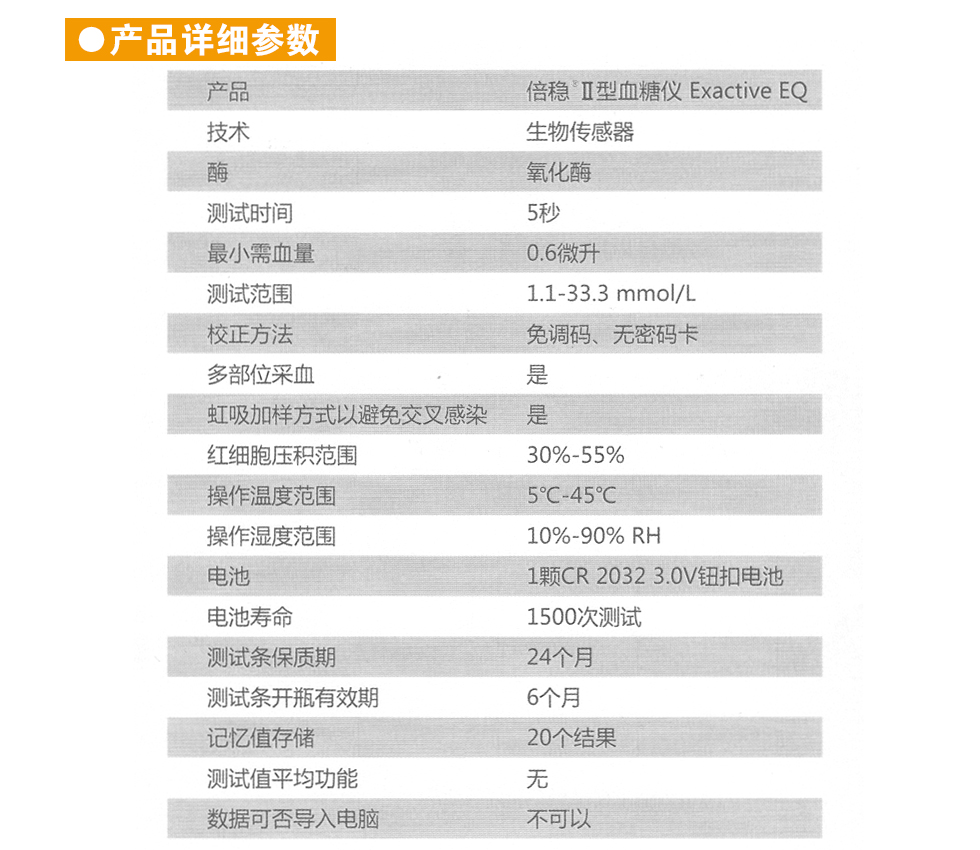 ●产品详细参数
产品 倍稳®Ⅱ型血糖仪 Exactive EQ
技术 生物传感器
酶 氧化酶
测试时间 5秒
最小需血量 0.6微升
测试范围 1.1-33.3 mmol/L
校正方法 免调码、无密码卡
多部位采血 是
虹吸加样方式以避免交叉感染 是
红细胞压积范围 30%-55%
操作温度范围 5℃-45℃
操作湿度范围 10%-90% RH
电池 1颗CR 2032 3.0V钮扣电池
电池寿命 1500次测试
测试条保质期 24个月
测试条开瓶有效期 6个月
记忆值存储 20个结果
测试值平均功能 无
数据可否导入电脑 不可以